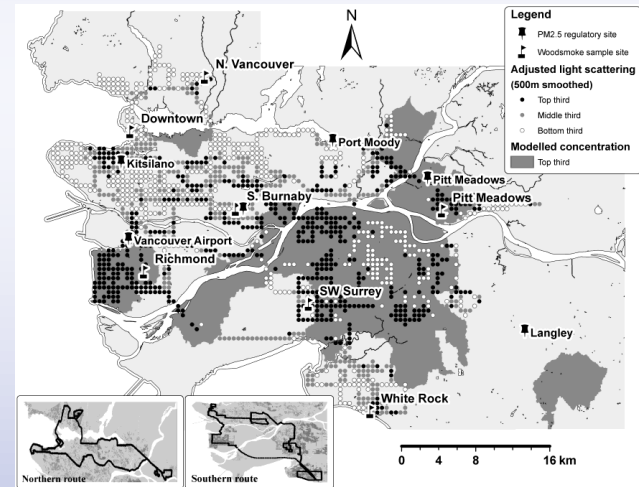 N
Legend
PM2.5 regulatory site
Woodsmoke sample site
Adjusted light scattering
(500m smoothed)
Top third
Middle third
Bottom third
Modelled concentration
Top third
N. Vancouver
Downtown
Port Moody
Kitsilano
Pitt Meadows
Pitt Meadows
S. Burnaby
Vancouver Airport
Richmond
SW Surrey
Langley
White Rock
0 4 8 16 km
Northern route
Southern route